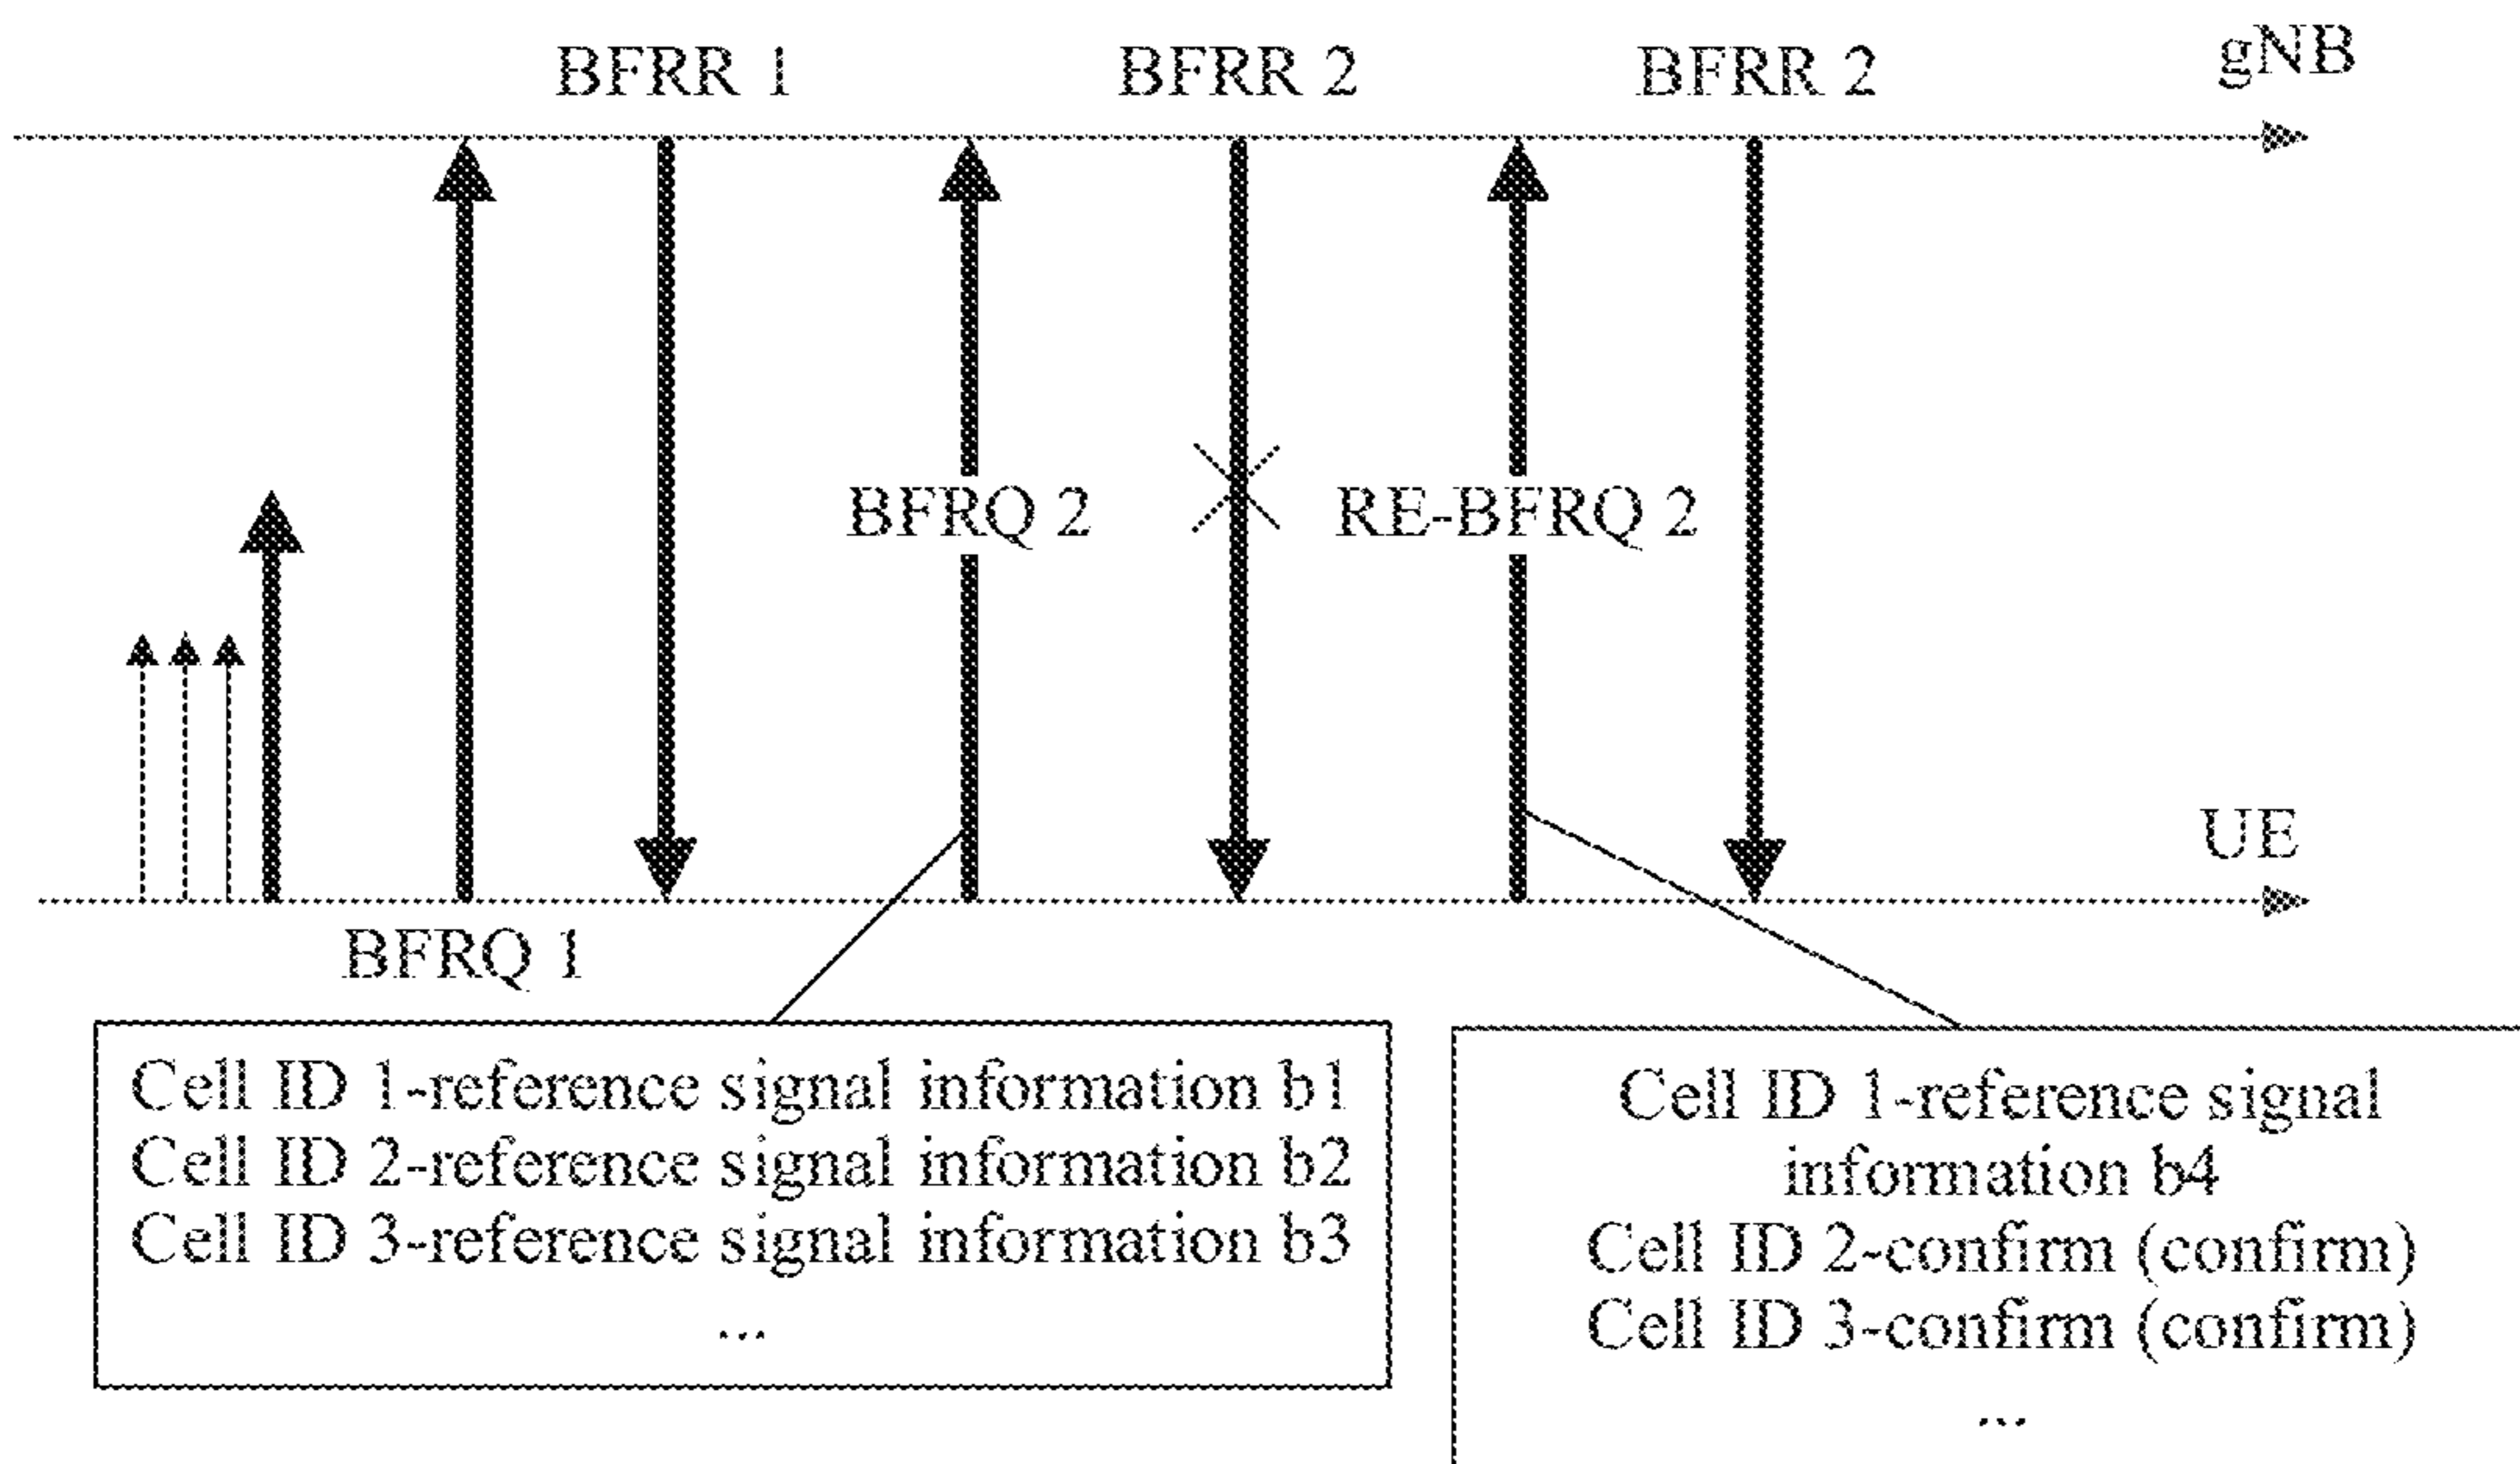 BFRR 1
BFRR 2
BFRR 2
gNB
BFRQ 2
RE-BFRQ 2
UE
BFRQ 1
Cell ID 1-reference signal information b1
Cell ID 2-reference signal information b2
Cell ID 3-reference signal information b3
...
Cell ID 1-reference signal
information b4
Cell ID 2-confirm (confirm)
Cell ID 3-confirm (confirm)
...